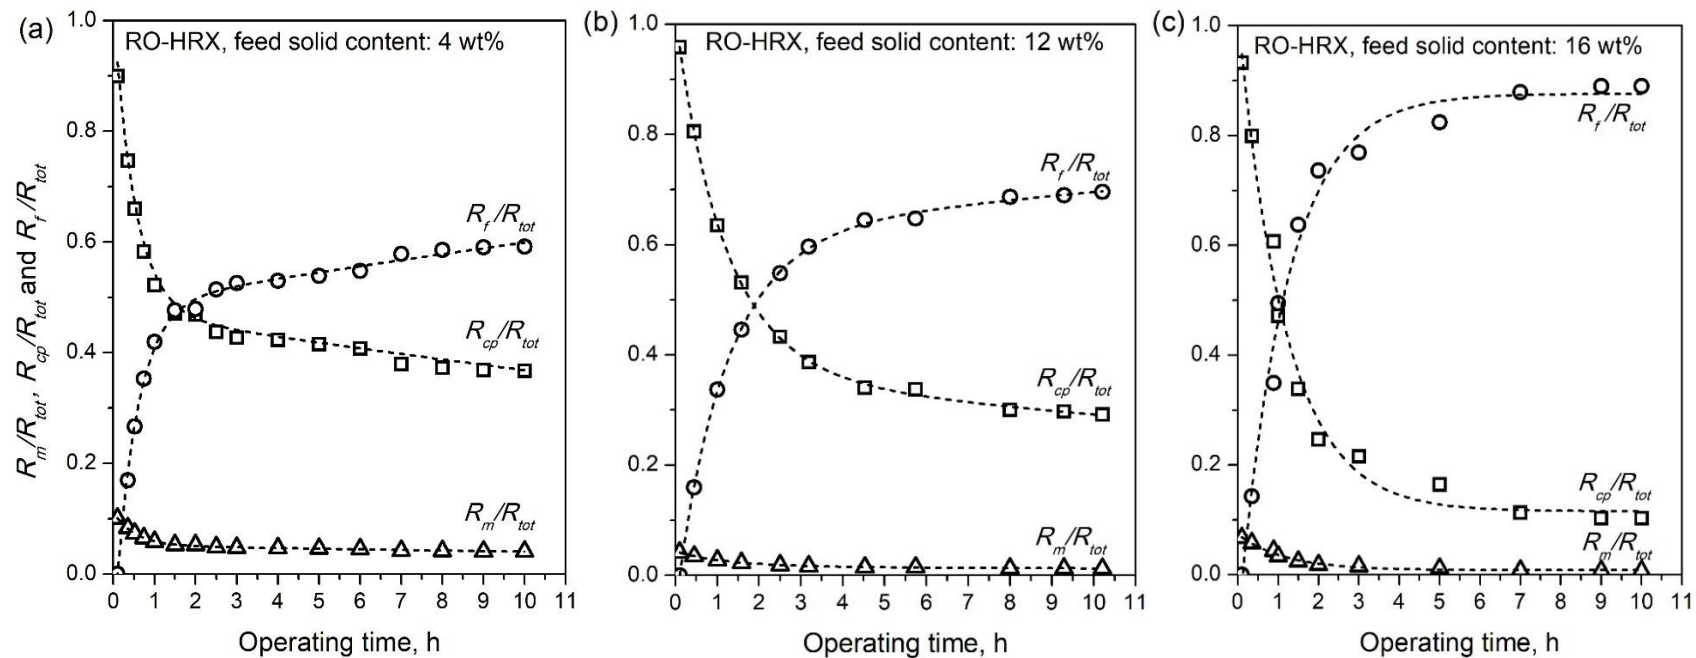 (a)
RO-HRX, feed solid content: 4 wt%
R_m/R_tot, R_cp/R_tot and R_f/R_tot
1.0
0.8
0.6
0.4
0.2
0.0
R_f/R_tot
R_cp/R_tot
R_m/R_tot
0 1 2 3 4 5 6 7 8 9 10 11
Operating time, h
(b)
RO-HRX, feed solid content: 12 wt%
1.0
0.8
0.6
0.4
0.2
0.0
R_f/R_tot
R_cp/R_tot
R_m/R_tot
0 1 2 3 4 5 6 7 8 9 10 11
Operating time, h
(c)
RO-HRX, feed solid content: 16 wt%
1.0
0.8
0.6
0.4
0.2
0.0
R_f/R_tot
R_cp/R_tot
R_m/R_tot
0 1 2 3 4 5 6 7 8 9 10 11
Operating time, h